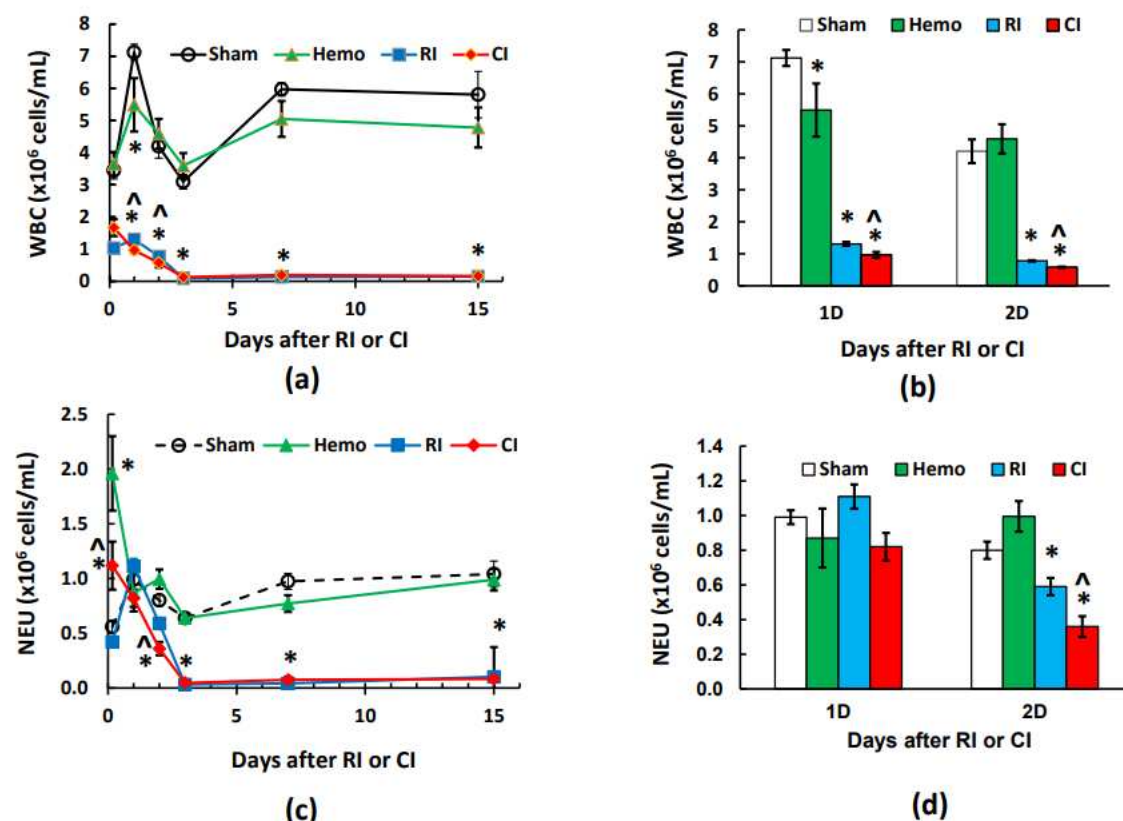 8
7
6
5
4
3
2
1
0
WBC (x10⁶ cells/mL)
Sham Hemo RI CI
*
^
*
^
*
*
*
*
0 5 10 15
Days after RI or CI
(a)
8
7
6
5
4
3
2
1
0
WBC (x10⁶ cells/mL)
Sham Hemo RI CI
*
*
^
*
*
^
*
1D 2D
Days after RI or CI
(b)
2.5
2.0
1.5
1.0
0.5
0.0
NEU (x10⁶ cells/mL)
Sham Hemo RI CI
*
^
*
^
*
*
*
*
0 5 10 15
Days after RI or CI
(c)
1.4
1.2
1.0
0.8
0.6
0.4
0.2
0.0
NEU (x10⁶ cells/mL)
Sham Hemo RI CI
*
^
*
1D 2D
Days after RI or CI
(d)